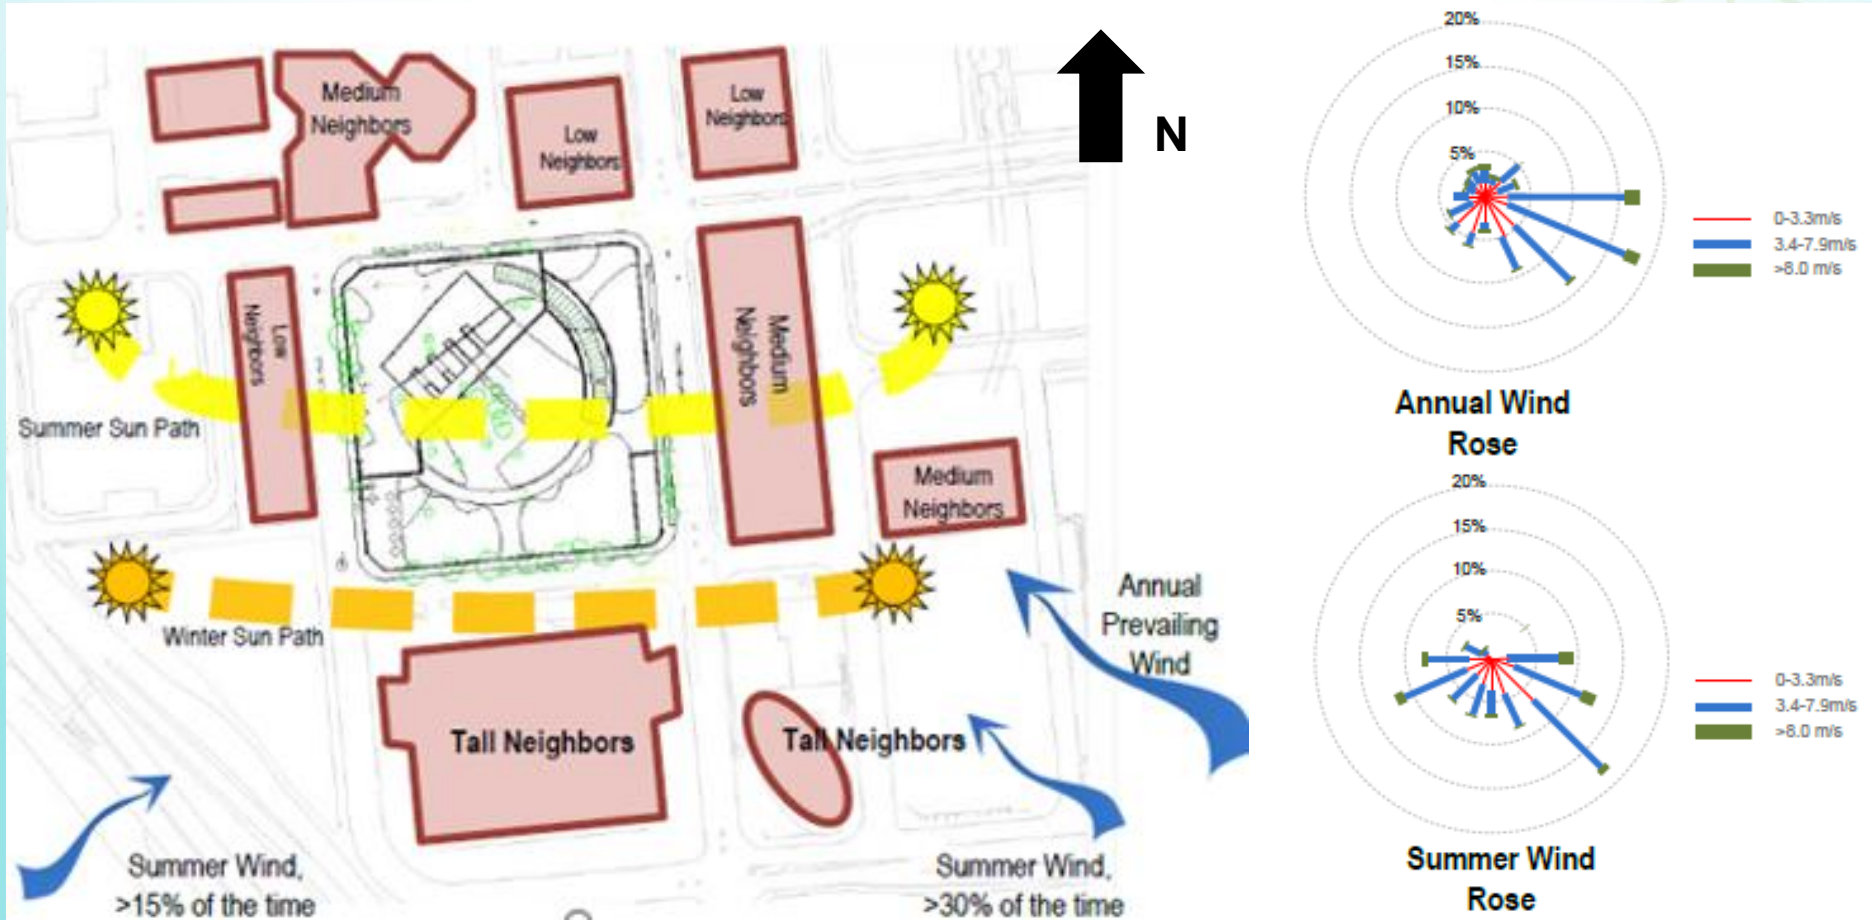 Medium
Neighbors
Low
Neighbors
Low
Neighbors
N
Low
Neighbors
Medium
Neighbors
Summer Sun Path
Medium
Neighbors
Winter Sun Path
Annual
Prevailing
Wind
Tall Neighbors
Tall Neighbors
Summer Wind,
>15% of the time
Summer Wind,
>30% of the time
20%
15%
10%
5%
0-3.3m/s
3.4-7.9m/s
>8.0 m/s
Annual Wind
Rose
20%
15%
10%
5%
0-3.3m/s
3.4-7.9m/s
>8.0 m/s
Summer Wind
Rose